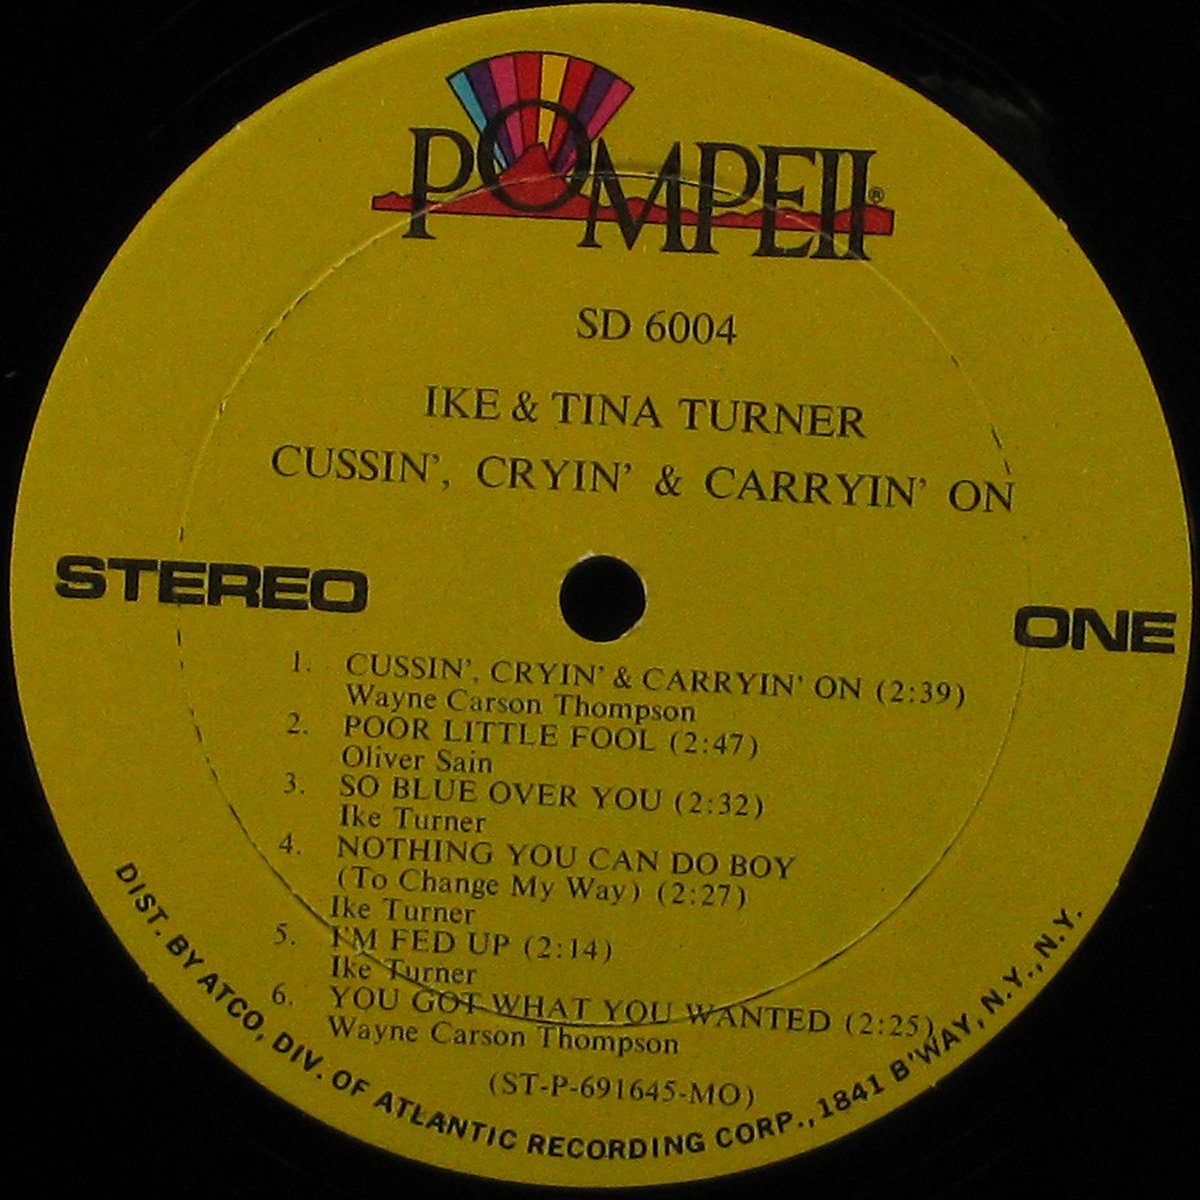 POMPEII®
SD 6004
IKE & TINA TURNER
CUSSIN', CRYIN' & CARRYIN' ON
STEREO
ONE
1. CUSSIN', CRYIN' & CARRYIN' ON (2:39)
Wayne Carson Thompson
2. POOR LITTLE FOOL (2:47)
Oliver Sain
3. SO BLUE OVER YOU (2:32)
Ike Turner
4. NOTHING YOU CAN DO BOY
(To Change My Way) (2:27)
Ike Turner
5. I'M FED UP (2:14)
Ike Turner
6. YOU GOT WHAT YOU WANTED (2:25)
Wayne Carson Thompson
(ST-P-691645-MO)
DIST. BY ATCO, DIV. OF ATLANTIC RECORDING CORP., 1841 B'WAY, N.Y., N.Y.